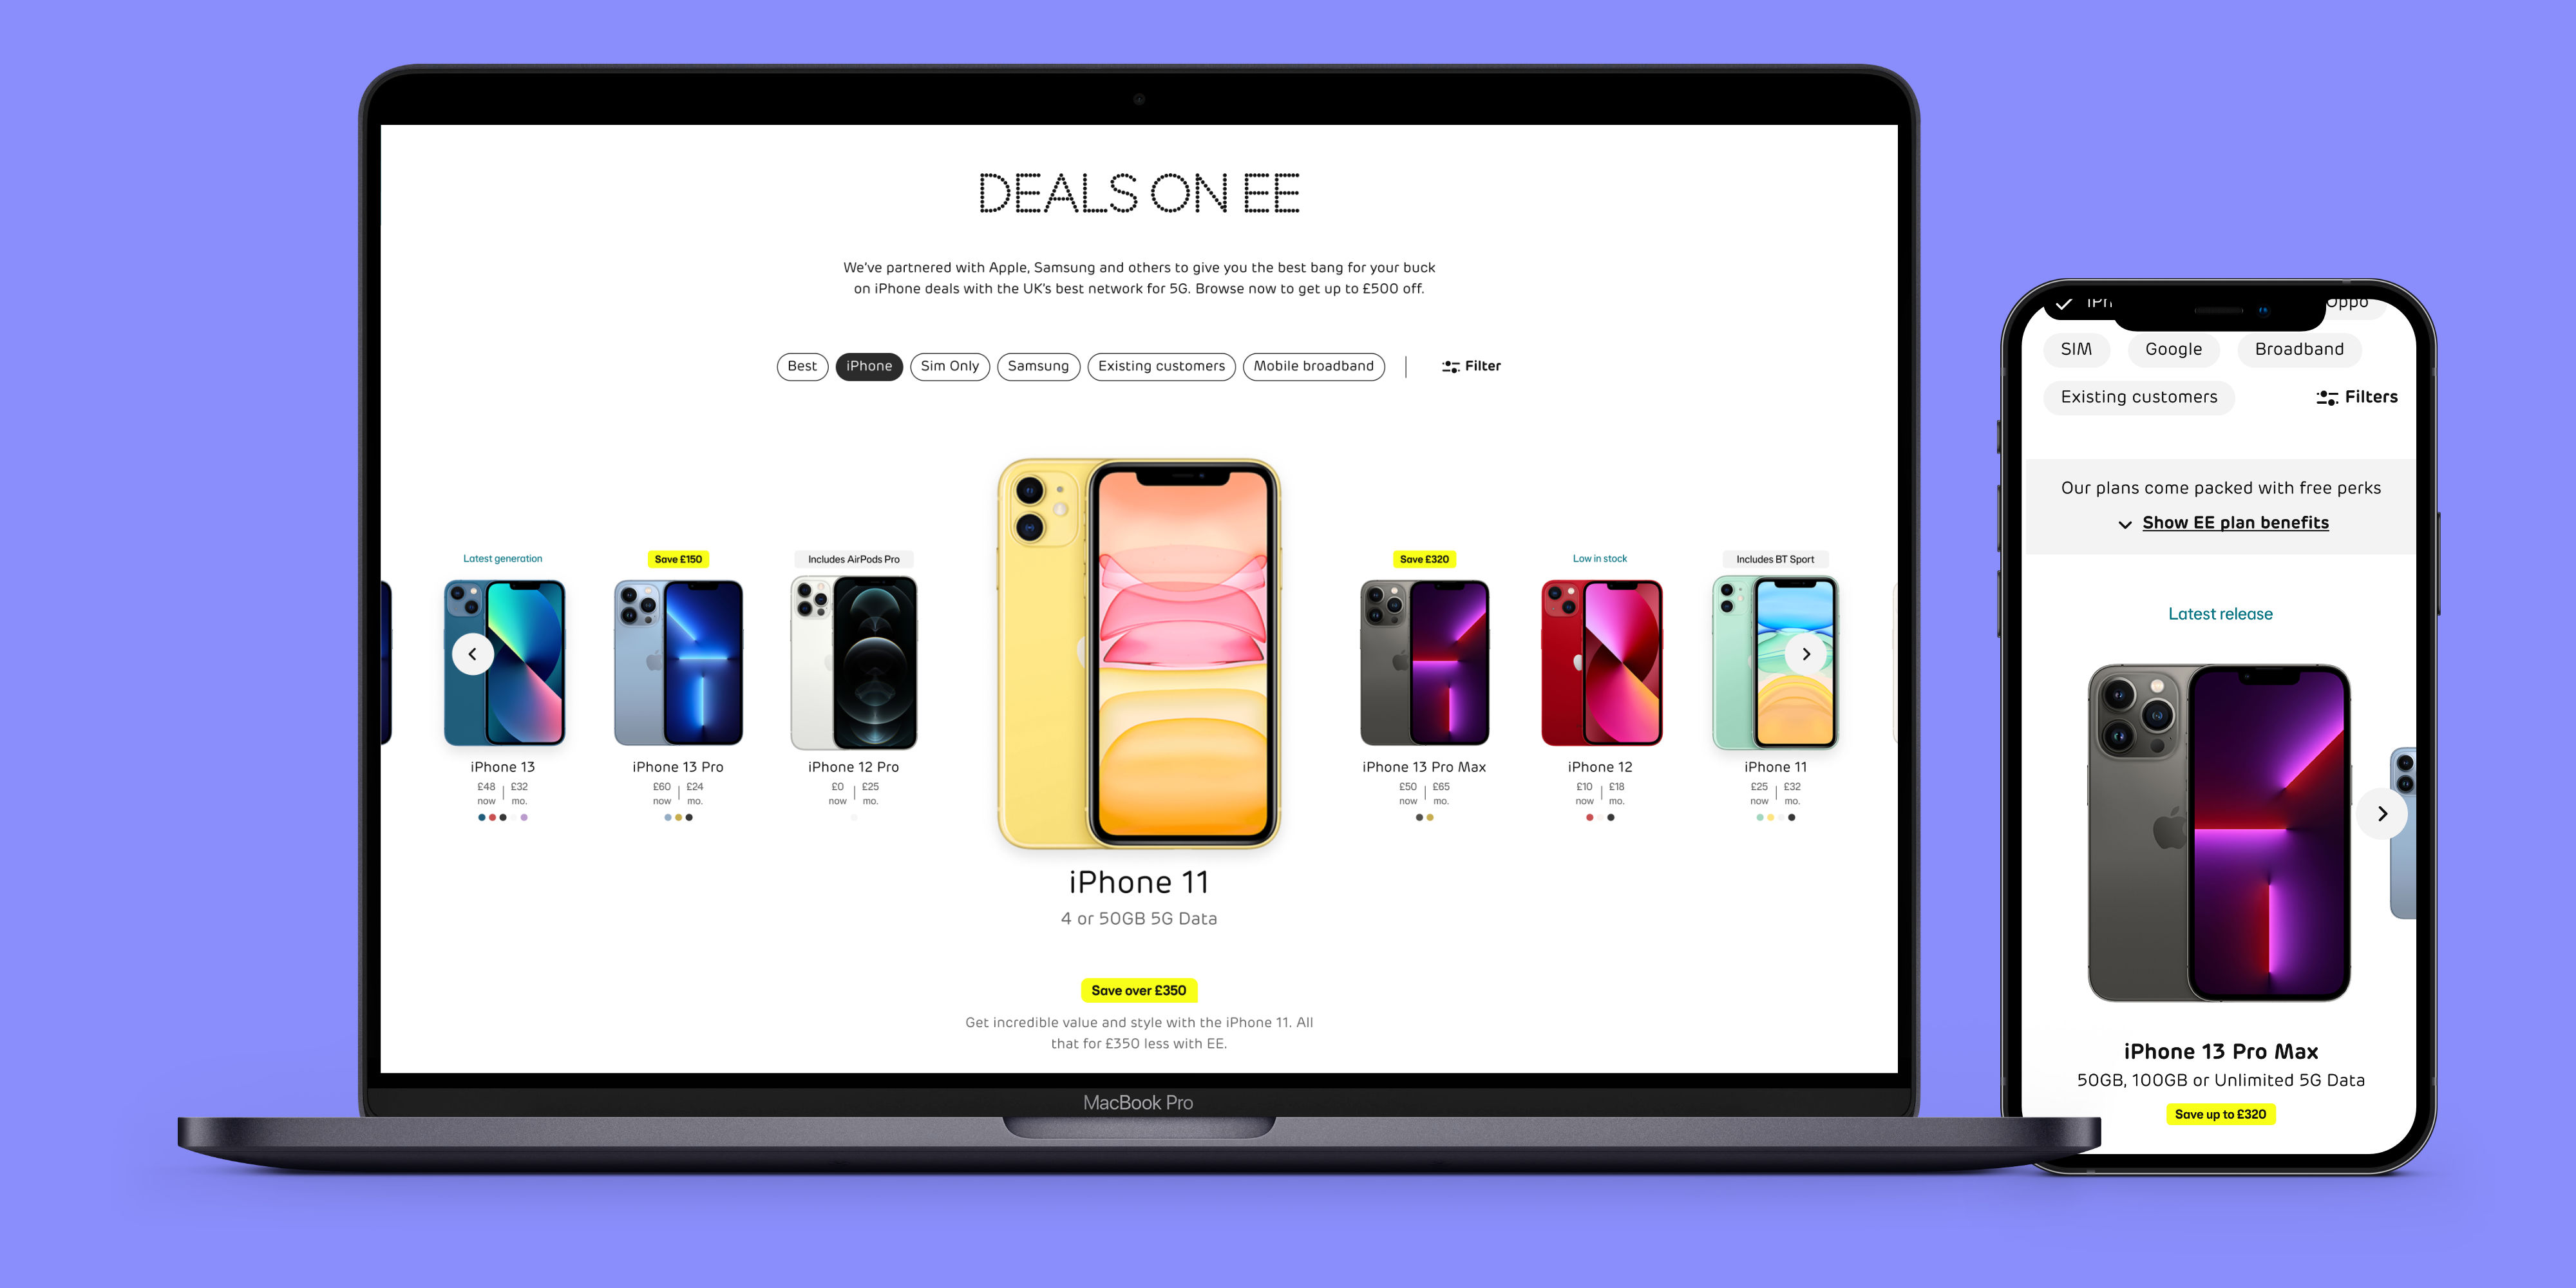 DEALS ON EE
We've partnered with Apple, Samsung and others to give you the best bang for your buck
on iPhone deals with the UK's best network for 5G. Browse now to get up to £500 off.
Best
iPhone
Sim Only
Samsung
Existing customers
Mobile broadband
Filter
Latest generation
Save £150
Includes AirPods Pro
Save £320
Low in stock
Includes BT Sport
iPhone 13
£48 now | £32 mo.
iPhone 13 Pro
£60 now | £24 mo.
iPhone 12 Pro
£0 now | £25 mo.
iPhone 13 Pro Max
£50 now | £65 mo.
iPhone 12
£10 now | £18 mo.
iPhone 11
£25 now | £32 mo.
iPhone 11
4 or 50GB 5G Data
Save over £350
Get incredible value and style with the iPhone 11. All
that for £350 less with EE.
MacBook Pro
Oppo
SIM
Google
Broadband
Existing customers
Filters
Our plans come packed with free perks
Show EE plan benefits
Latest release
iPhone 13 Pro Max
50GB, 100GB or Unlimited 5G Data
Save up to £320